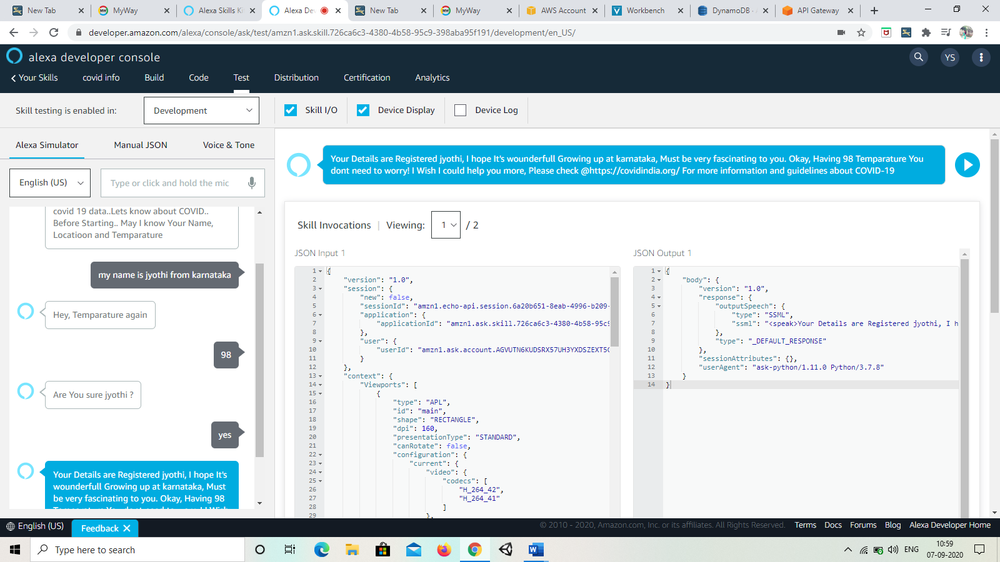 New Tab
MyWay
Alexa Skills Ki
Alexa Dev
New Tab
MyWay
AWS Account
Workbench
DynamoDB ·
API Gateway
developer.amazon.com/alexa/console/ask/test/amzn1.ask.skill.726ca6c3-4380-4b58-95c9-398aba95f191/development/en_US/
alexa developer console
YS
Your Skills
covid info
Build
Code
Test
Distribution
Certification
Analytics
Skill testing is enabled in:
Development
Skill I/O
Device Display
Device Log
Alexa Simulator
Manual JSON
Voice & Tone
English (US)
Type or click and hold the mic
covid 19 data..Lets know about COVID..
Before Starting.. May I know Your Name,
Locatioon and Temparature
my name is jyothi from karnataka
Hey, Temparature again
98
Are You sure jyothi ?
yes
Your Details are Registered jyothi, I hope It's
wounderfull Growing up at karnataka, Must
be very fascinating to you. Okay, Having 98
Temparature You dont need to worry! I Wish
Your Details are Registered jyothi, I hope It's wounderfull Growing up at karnataka, Must be very fascinating to you. Okay, Having 98 Temparature You
dont need to worry! I Wish I could help you more, Please check @https://covidindia.org/ For more information and guidelines about COVID-19
Skill Invocations | Viewing: 1 / 2
JSON Input 1
1 {
2 "version": "1.0",
3 "session": {
4 "new": false,
5 "sessionId": "amzn1.echo-api.session.6a20b651-8eab-4996-b209-
6 "application": {
7 "applicationId": "amzn1.ask.skill.726ca6c3-4380-4b58-95c9
8 },
9 "user": {
10 "userId": "amzn1.ask.account.AGVUTN6KUDSRX57UH3YXDSZEXT5
11 }
12 },
13 "context": {
14 "Viewports": [
15 {
16 "type": "APL",
17 "id": "main",
18 "shape": "RECTANGLE",
19 "dpi": 160,
20 "presentationType": "STANDARD",
21 "canRotate": false,
22 "configuration": {
23 "current": {
24 "video": {
25 "codecs": [
26 "H_264_42",
27 "H_264_41"
28 ]
29 },
JSON Output 1
1 {
2 "body": {
3 "version": "1.0",
4 "response": {
5 "outputSpeech": {
6 "type": "SSML",
7 "ssml": "<speak>Your Details are Registered jyothi, I h
8 },
9 "type": "_DEFAULT_RESPONSE"
10 },
11 "sessionAttributes": {},
12 "userAgent": "ask-python/1.11.0 Python/3.7.8"
13 }
14 }
English (US)
Feedback
© 2010 - 2020, Amazon.com, Inc. or its affiliates. All Rights Reserved.
Terms
Docs
Forums
Blog
Alexa Developer Home
Type here to search
ENG
10:59
07-09-2020